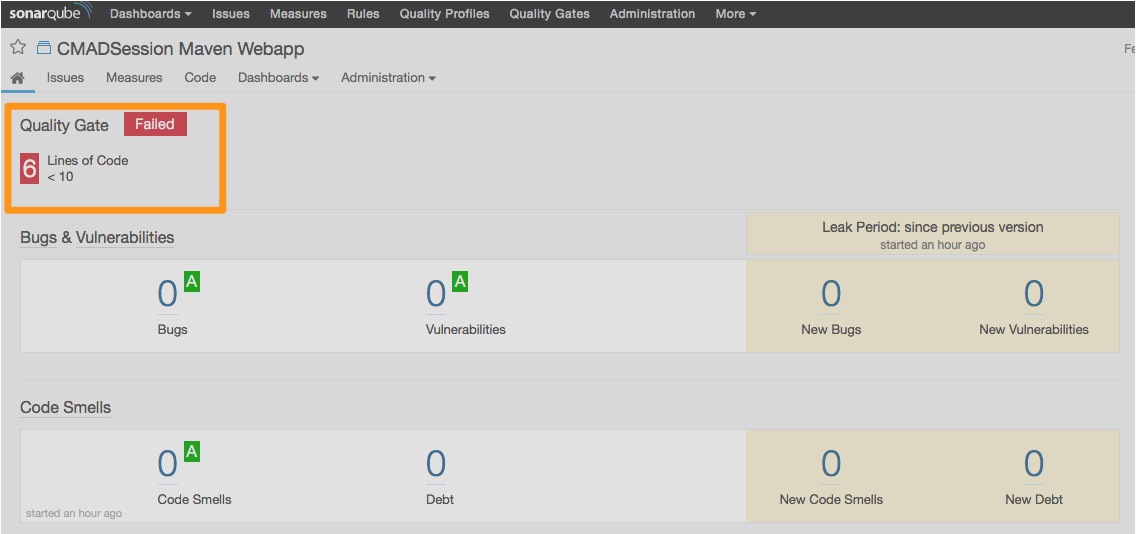 sonarqube Dashboards Issues Measures Rules Quality Profiles Quality Gates Administration More
CMADSession Maven Webapp Fe
Issues Measures Code Dashboards Administration
Quality Gate Failed
6 Lines of Code
< 10
Leak Period: since previous version
started an hour ago
Bugs & Vulnerabilities
0 A 0 A 0 0
Bugs Vulnerabilities New Bugs New Vulnerabilities
Code Smells
0 A 0 0 0
Code Smells Debt New Code Smells New Debt
started an hour ago